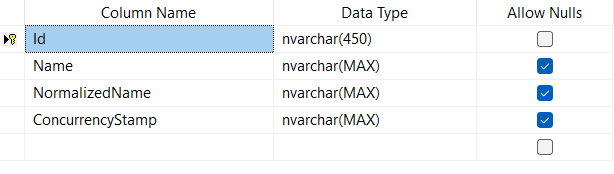 Column Name Data Type Allow Nulls
Id nvarchar(450)
Name nvarchar(MAX)
NormalizedName nvarchar(MAX)
ConcurrencyStamp nvarchar(MAX)